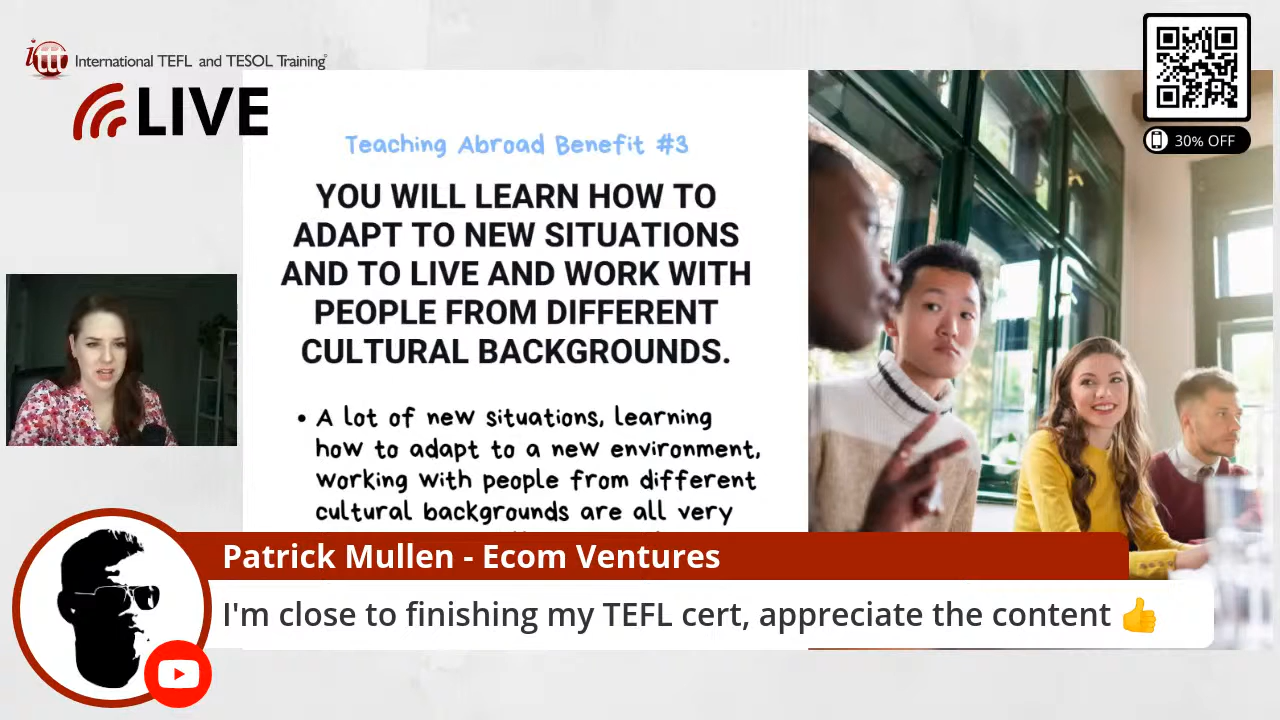 ittt International TEFL and TESOL Training
LIVE
30% OFF
Teaching Abroad Benefit #3
YOU WILL LEARN HOW TO
ADAPT TO NEW SITUATIONS
AND TO LIVE AND WORK WITH
PEOPLE FROM DIFFERENT
CULTURAL BACKGROUNDS.
• A lot of new situations, learning
how to adapt to a new environment,
working with people from different
cultural backgrounds are all very
Patrick Mullen - Ecom Ventures
I'm close to finishing my TEFL cert, appreciate the content 👍